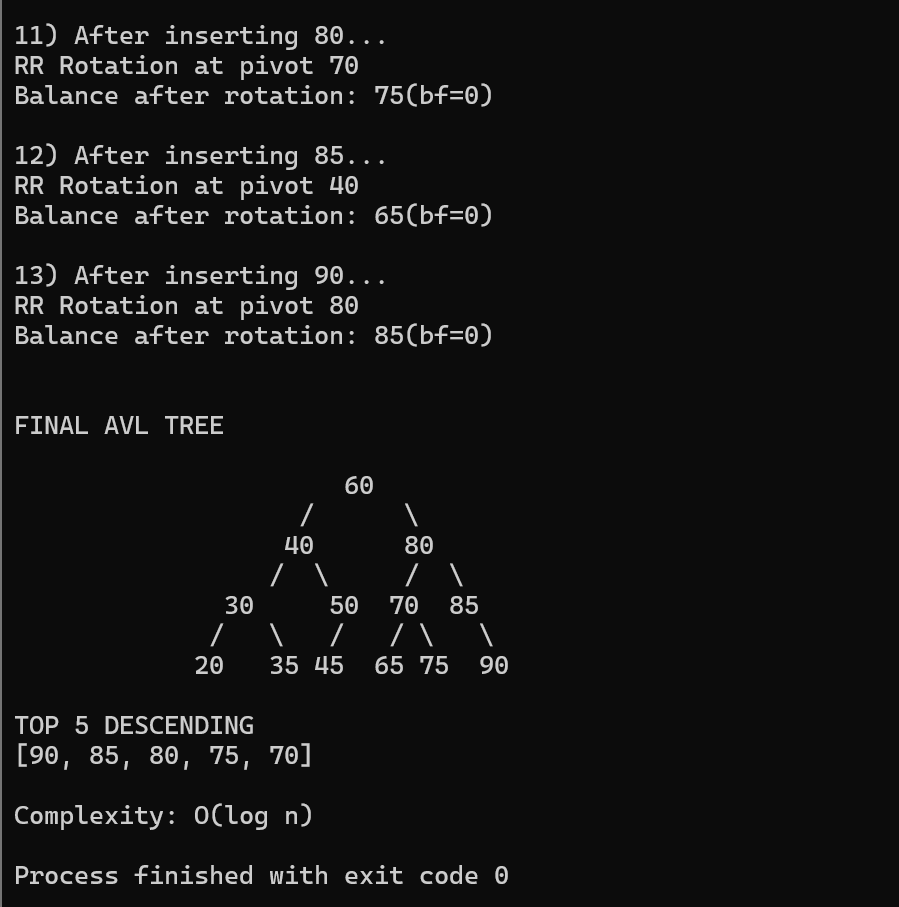 11) After inserting 80...
RR Rotation at pivot 70
Balance after rotation: 75(bf=0)
12) After inserting 85...
RR Rotation at pivot 40
Balance after rotation: 65(bf=0)
13) After inserting 90...
RR Rotation at pivot 80
Balance after rotation: 85(bf=0)
FINAL AVL TREE
60
/ \
40 80
/ \ / \
30 50 70 85
/ \ / / \ \
20 35 45 65 75 90
TOP 5 DESCENDING
[90, 85, 80, 75, 70]
Complexity: O(log n)
Process finished with exit code 0